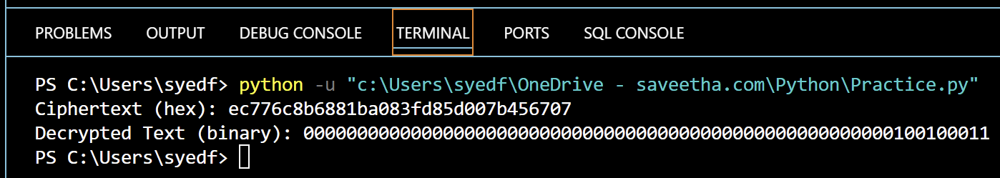 PROBLEMS OUTPUT DEBUG CONSOLE TERMINAL PORTS SQL CONSOLE
PS C:\Users\syedf> python -u "c:\Users\syedf\OneDrive - saveetha.com\Python\Practice.py"
Ciphertext (hex): ec776c8b6881ba083fd85d007b456707
Decrypted Text (binary): 0000000000000000000000000000000000000000000000000000000100100011
PS C:\Users\syedf>